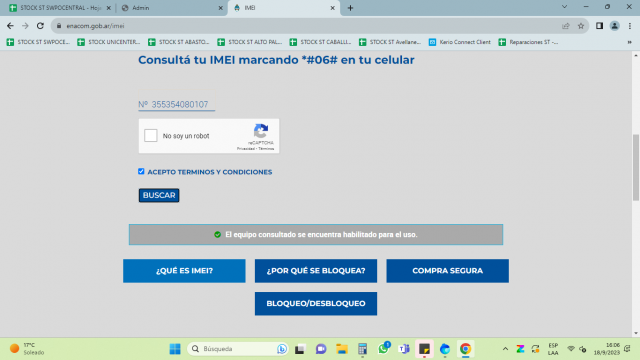 STOCK ST SWPOCENTRAL - Hoja
Admin
IMEI
enacom.gob.ar/imei
STOCK ST SWPOCE...
STOCK UNICENTER...
STOCK ST ABASTO...
STOCK ST ALTO PAL...
STOCK ST CABALLI...
STOCK ST Avellane...
Kerio Connect Client
Reparaciones ST -...
Consultá tu IMEI marcando *#06# en tu celular
Nº 355354080107
No soy un robot
reCAPTCHA
Privacidad - Términos
ACEPTO TERMINOS Y CONDICIONES
BUSCAR
El equipo consultado se encuentra habilitado para el uso.
¿QUÉ ES IMEI?
¿POR QUÉ SE BLOQUEA?
COMPRA SEGURA
BLOQUEO/DESBLOQUEO
17°C
Soleado
Búsqueda
ESP
LAA
16:06
18/9/2023